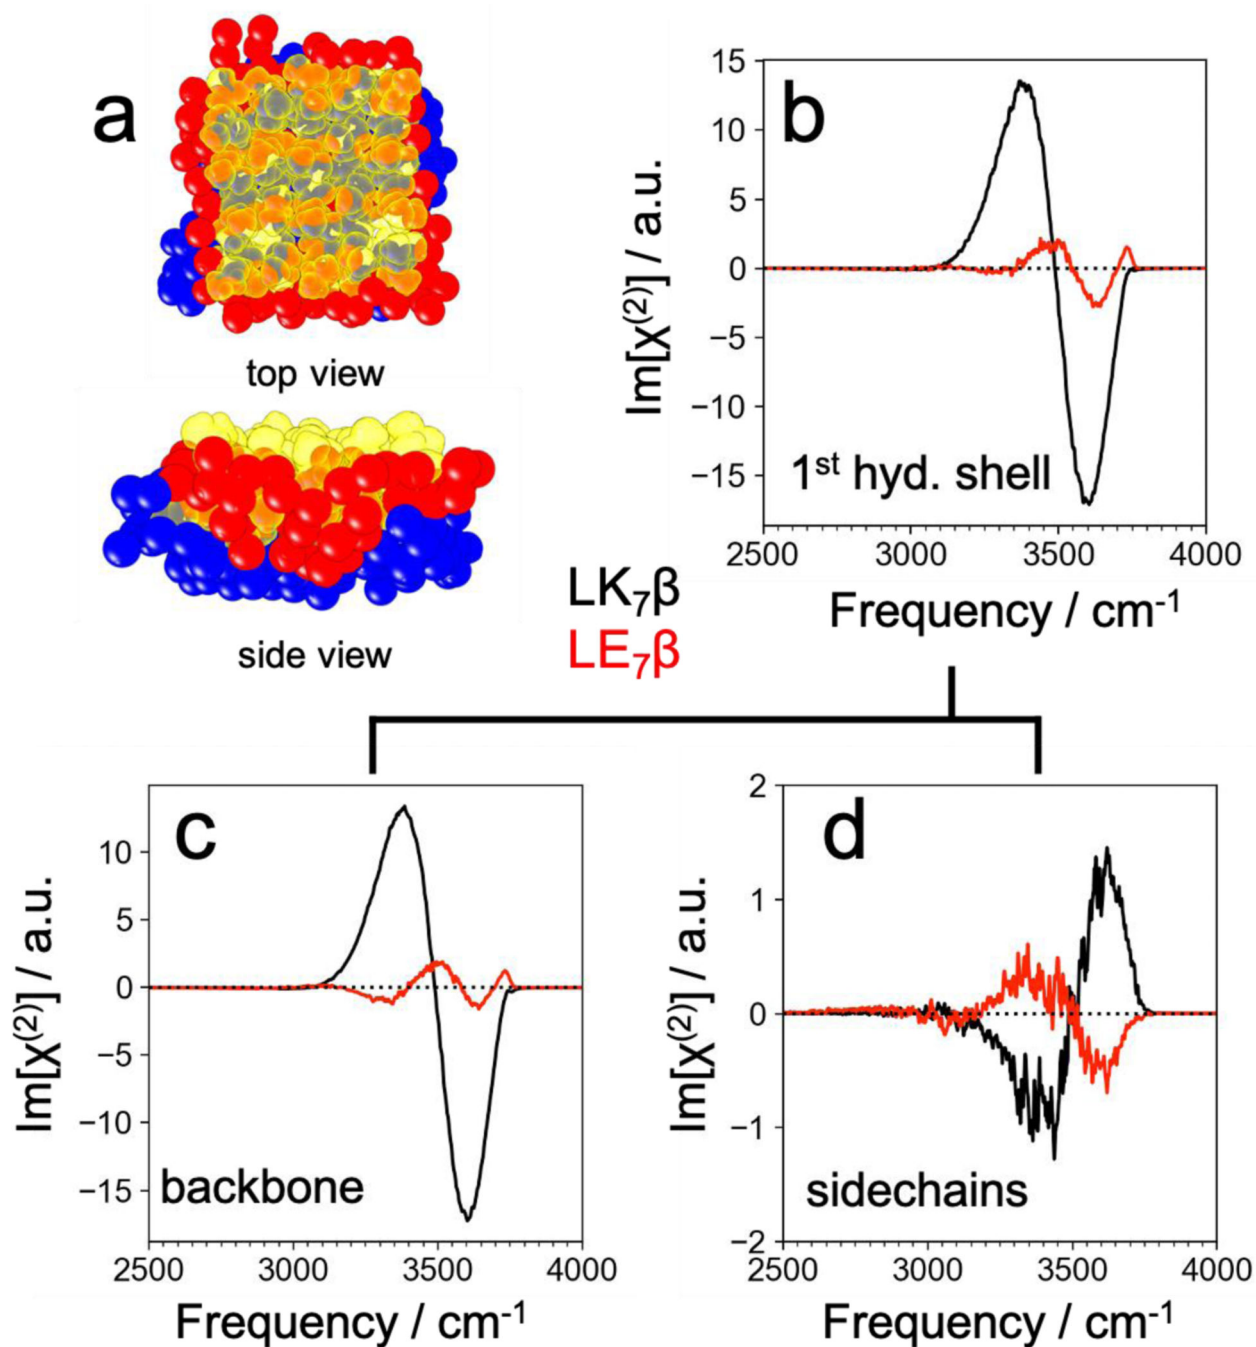 a
top view
side view
b
15
10
5
0
−5
−10
−15
Im[χ(2)] / a.u.
1st hyd. shell
2500 3000 3500 4000
Frequency / cm-1
LK7β
LE7β
c
10
5
0
−5
−10
−15
Im[χ(2)] / a.u.
backbone
2500 3000 3500 4000
Frequency / cm-1
d
2
1
0
−1
−2
Im[χ(2)] / a.u.
sidechains
2500 3000 3500 4000
Frequency / cm-1